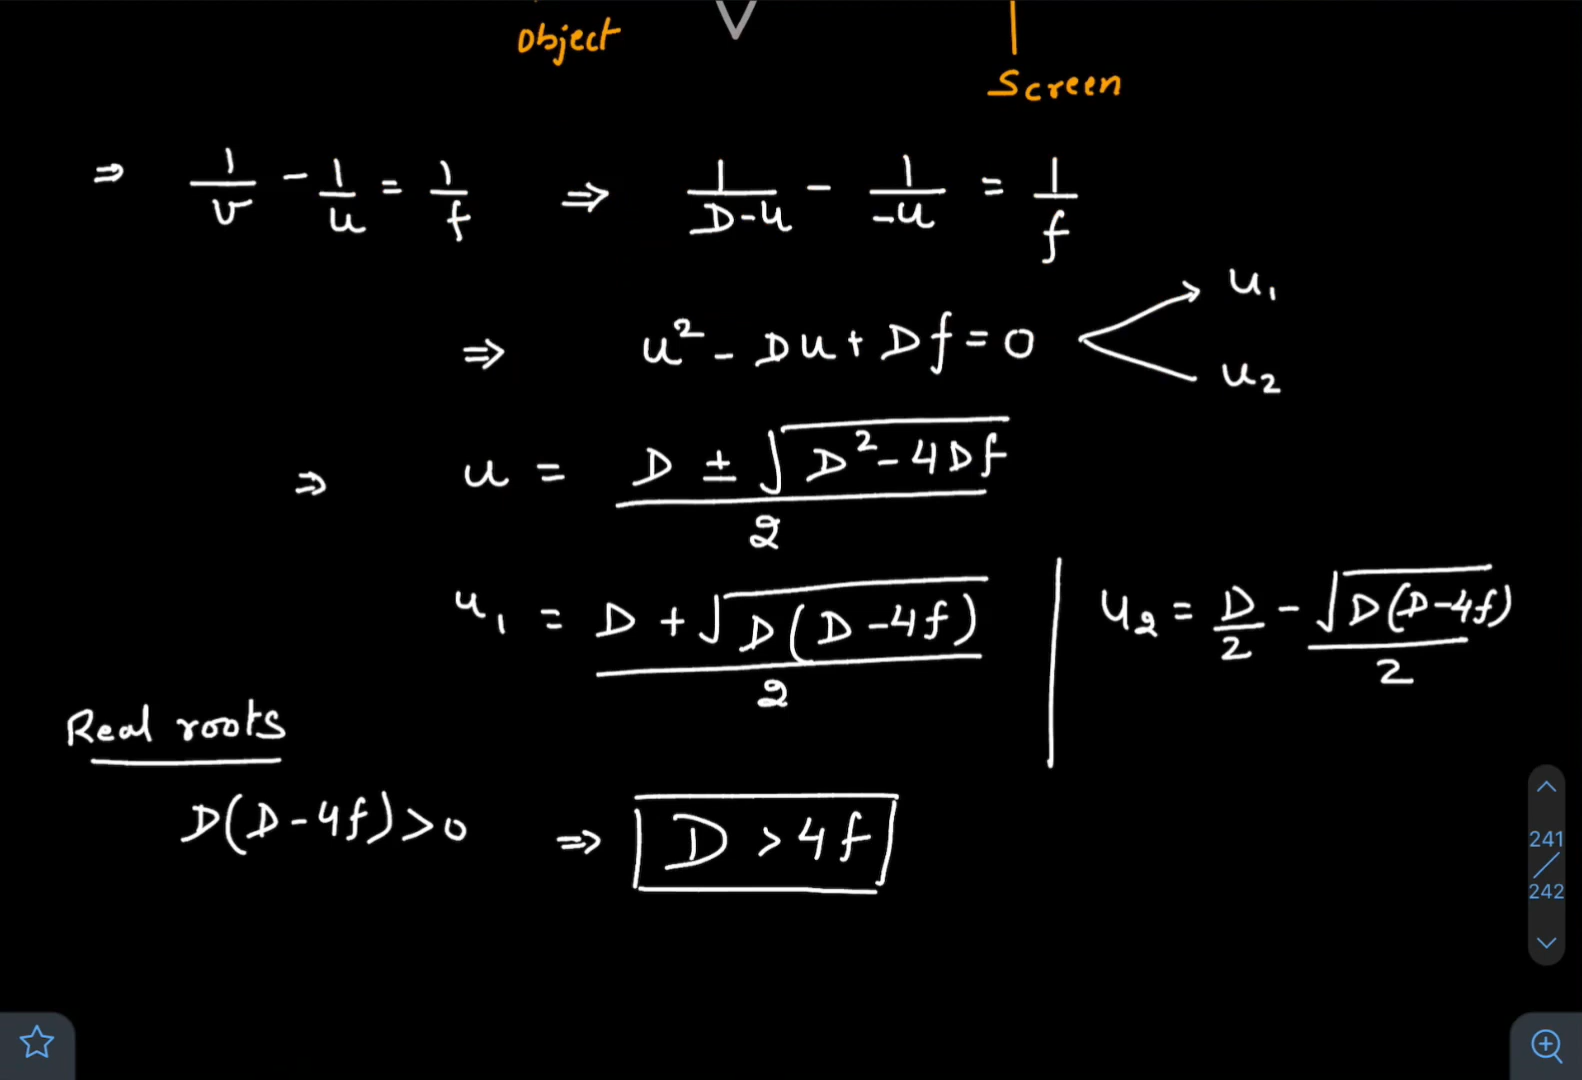 object
Screen
⇒ 1/v - 1/u = 1/f ⇒ 1/(D-u) - 1/(-u) = 1/f
⇒ u² - Du + Df = 0 → u₁
u₂
⇒ u = (D ± √(D² - 4Df))/2
u₁ = (D + √(D(D-4f)))/2 | u₂ = D/2 - √(D(D-4f))/2
Real roots
D(D-4f)>0 ⇒ D > 4f
241
/
242